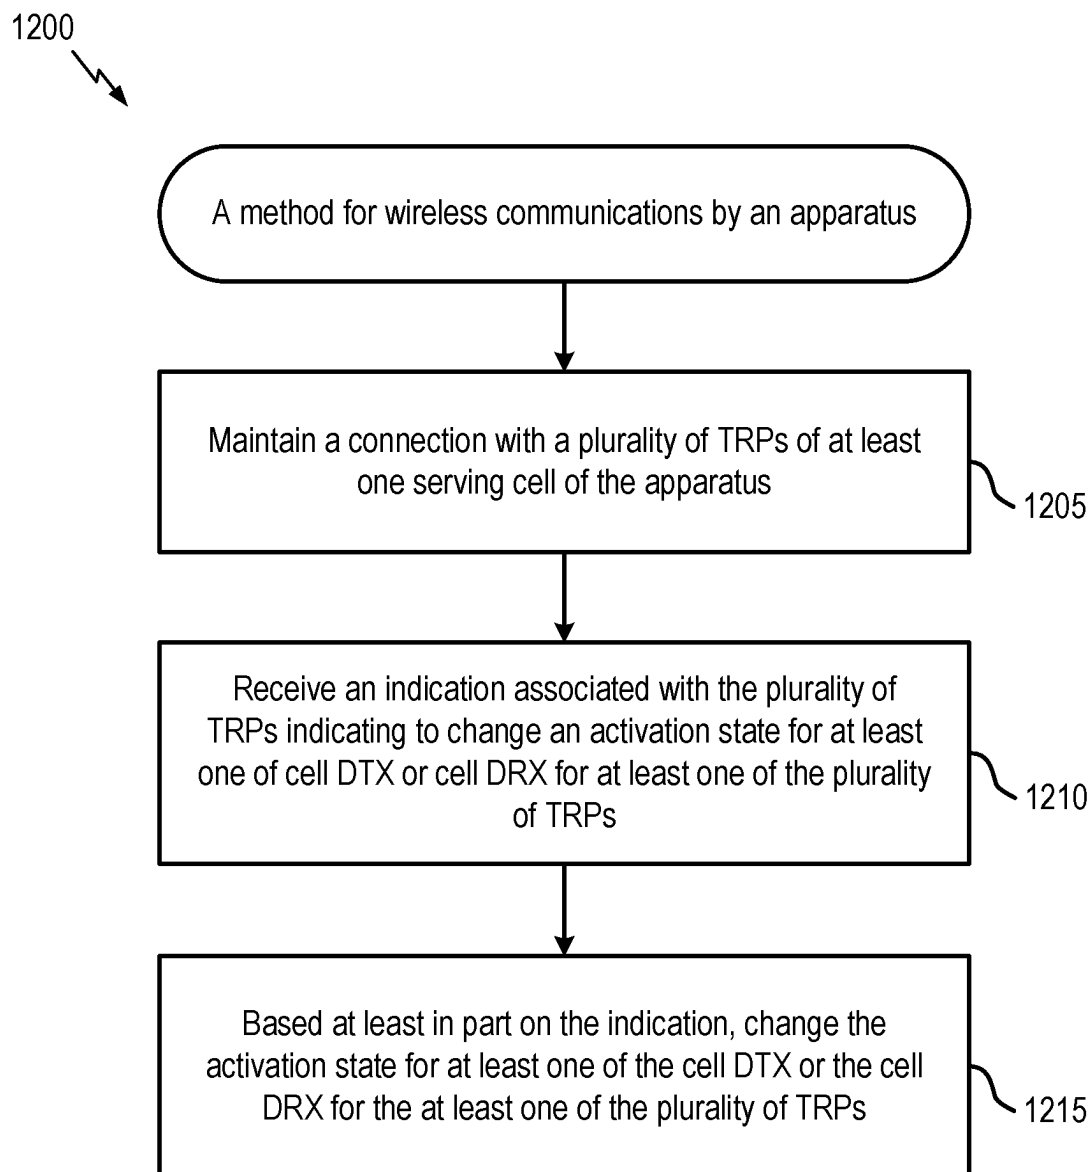 1200
A method for wireless communications by an apparatus
Maintain a connection with a plurality of TRPs of at least
one serving cell of the apparatus
1205
Receive an indication associated with the plurality of
TRPs indicating to change an activation state for at least
one of cell DTX or cell DRX for at least one of the plurality
of TRPs
1210
Based at least in part on the indication, change the
activation state for at least one of the cell DTX or the cell
DRX for the at least one of the plurality of TRPs
1215